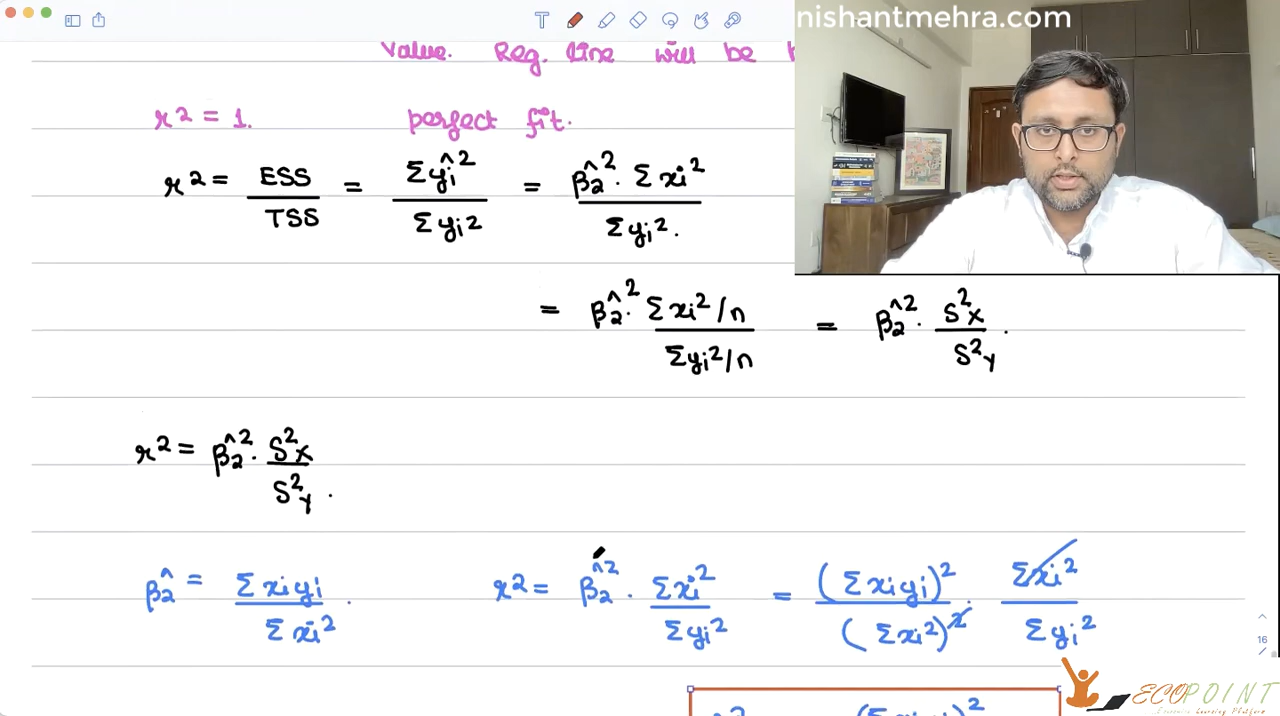 nishantmehra.com
value. Reg. line will be
r² = 1. perfect fit.
r² = ESS/TSS = Σŷi²/Σyi² = β̂2² · Σxi²/Σyi².
= β̂2² · (Σxi²/n)/(Σyi²/n) = β̂2² · S²X/S²Y.
r² = β̂2² · S²X/S²Y.
β̂2 = Σxiyi/Σxi². r² = β̂2² · Σxi²/Σyi² = (Σxiyi)²/(Σxi²)² · Σxi²/Σyi²
16
ECOPOINT